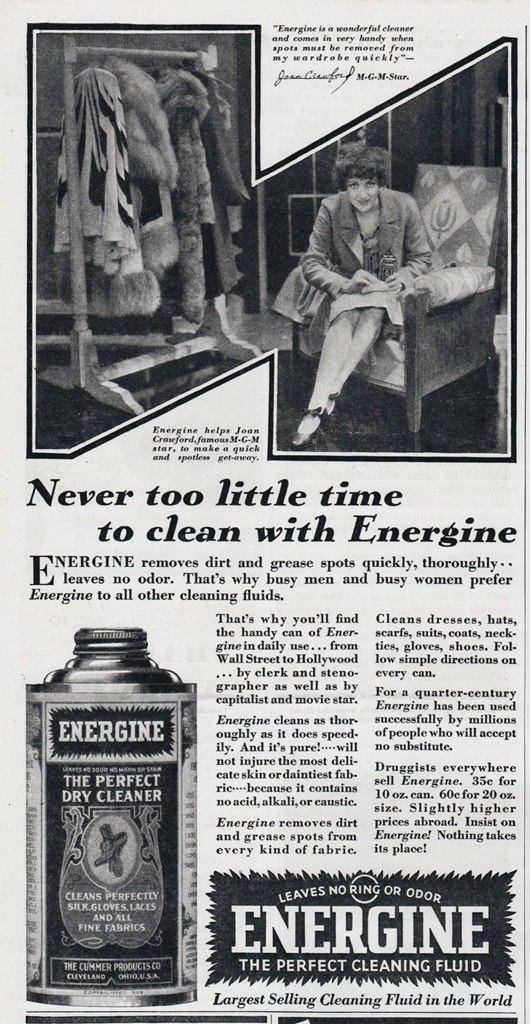 "Energine is a wonderful cleaner
and comes in very handy when
spots must be removed from
my wardrobe quickly"—
Joan Crawford M-G-M-Star.
Energine helps Joan
Crawford, famous M-G-M
star, to make a quick
and spotless get-away.
Never too little time
to clean with Energine
ENERGINE removes dirt and grease spots quickly, thoroughly--
leaves no odor. That's why busy men and busy women prefer
Energine to all other cleaning fluids.
That's why you'll find
the handy can of Ener-
gine in daily use...from
Wall Street to Hollywood
...by clerk and steno-
grapher as well as by
capitalist and movie star.
Energine cleans as thor-
oughly as it does speed-
ily. And it's pure!----will
not injure the most deli-
cate skin or daintiest fab-
ric----because it contains
no acid, alkali, or caustic.
Energine removes dirt
and grease spots from
every kind of fabric.
Cleans dresses, hats,
scarfs, suits, coats, neck-
ties, gloves, shoes. Fol-
low simple directions on
every can.
For a quarter-century
Energine has been used
successfully by millions
of people who will accept
no substitute.
Druggists everywhere
sell Energine. 35c for
10 oz. can. 60c for 20 oz.
size. Slightly higher
prices abroad. Insist on
Energine! Nothing takes
its place!
ENERGINE
LEAVES NO ODOR NO MARK OR STAIN
THE PERFECT
DRY CLEANER
CLEANS PERFECTLY
SILK, GLOVES, LACES
AND ALL
FINE FABRICS
THE CUMMER PRODUCTS CO
CLEVELAND OHIO, U.S.A.
LEAVES NO RING OR ODOR
ENERGINE
THE PERFECT CLEANING FLUID
Largest Selling Cleaning Fluid in the World